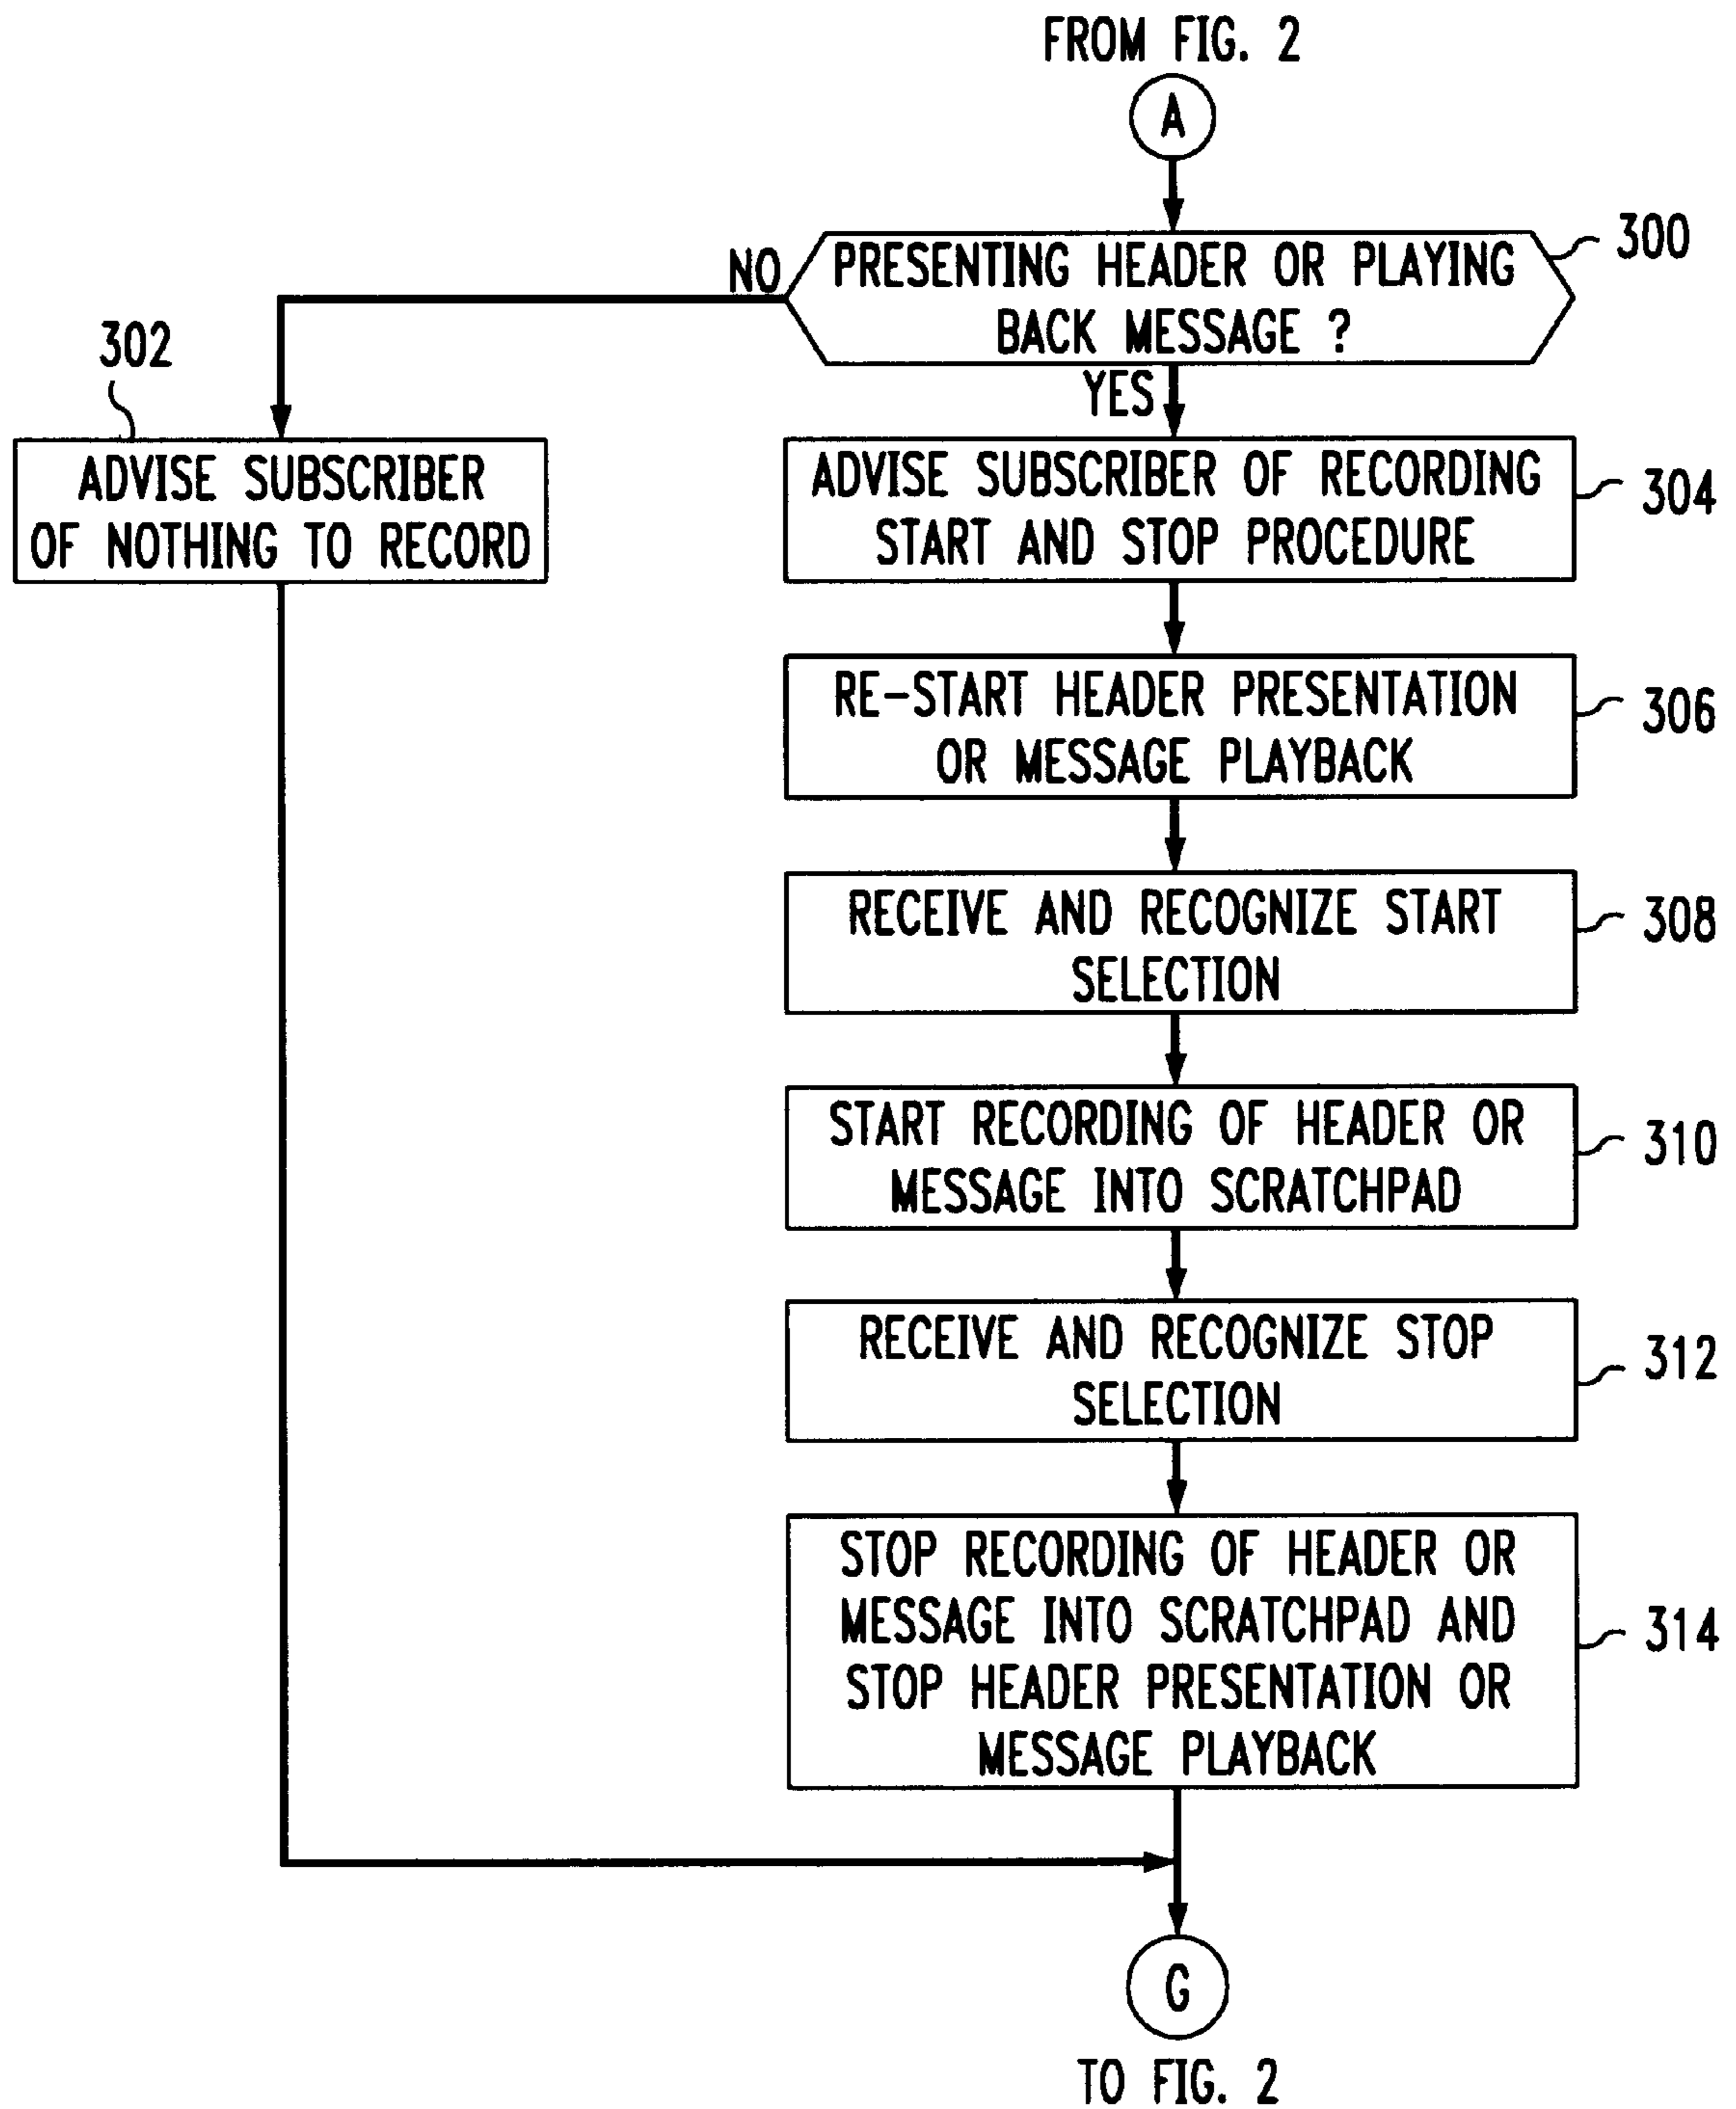 FROM FIG. 2
A
300
PRESENTING HEADER OR PLAYING
BACK MESSAGE ?
NO
YES
302
ADVISE SUBSCRIBER
OF NOTHING TO RECORD
ADVISE SUBSCRIBER OF RECORDING
START AND STOP PROCEDURE
304
RE-START HEADER PRESENTATION
OR MESSAGE PLAYBACK
306
RECEIVE AND RECOGNIZE START
SELECTION
308
START RECORDING OF HEADER OR
MESSAGE INTO SCRATCHPAD
310
RECEIVE AND RECOGNIZE STOP
SELECTION
312
STOP RECORDING OF HEADER OR
MESSAGE INTO SCRATCHPAD AND
STOP HEADER PRESENTATION OR
MESSAGE PLAYBACK
314
G
TO FIG. 2